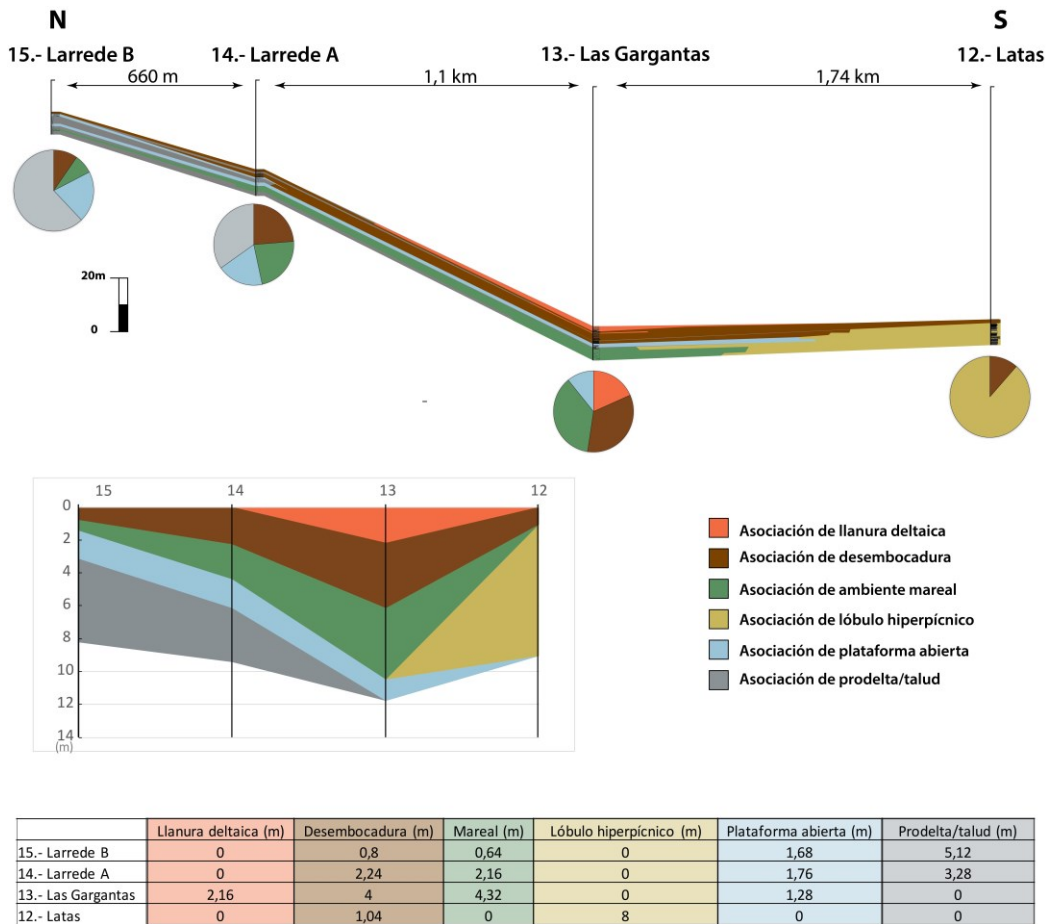 N S
15.- Larrede B 14.- Larrede A 13.- Las Gargantas 12.- Latas
660 m 1,1 km 1,74 km
20m
0
15 14 13 12
0
2
4
6
8
10
12
14
(m)
Asociación de llanura deltaica
Asociación de desembocadura
Asociación de ambiente mareal
Asociación de lóbulo hiperpícnico
Asociación de plataforma abierta
Asociación de prodelta/talud
Llanura deltaica (m) Desembocadura (m) Mareal (m) Lóbulo hiperpícnico (m) Plataforma abierta (m) Prodelta/talud (m)
15.- Larrede B 0 0,8 0,64 0 1,68 5,12
14.- Larrede A 0 2,24 2,16 0 1,76 3,28
13.- Las Gargantas 2,16 4 4,32 0 1,28 0
12.- Latas 0 1,04 0 8 0 0